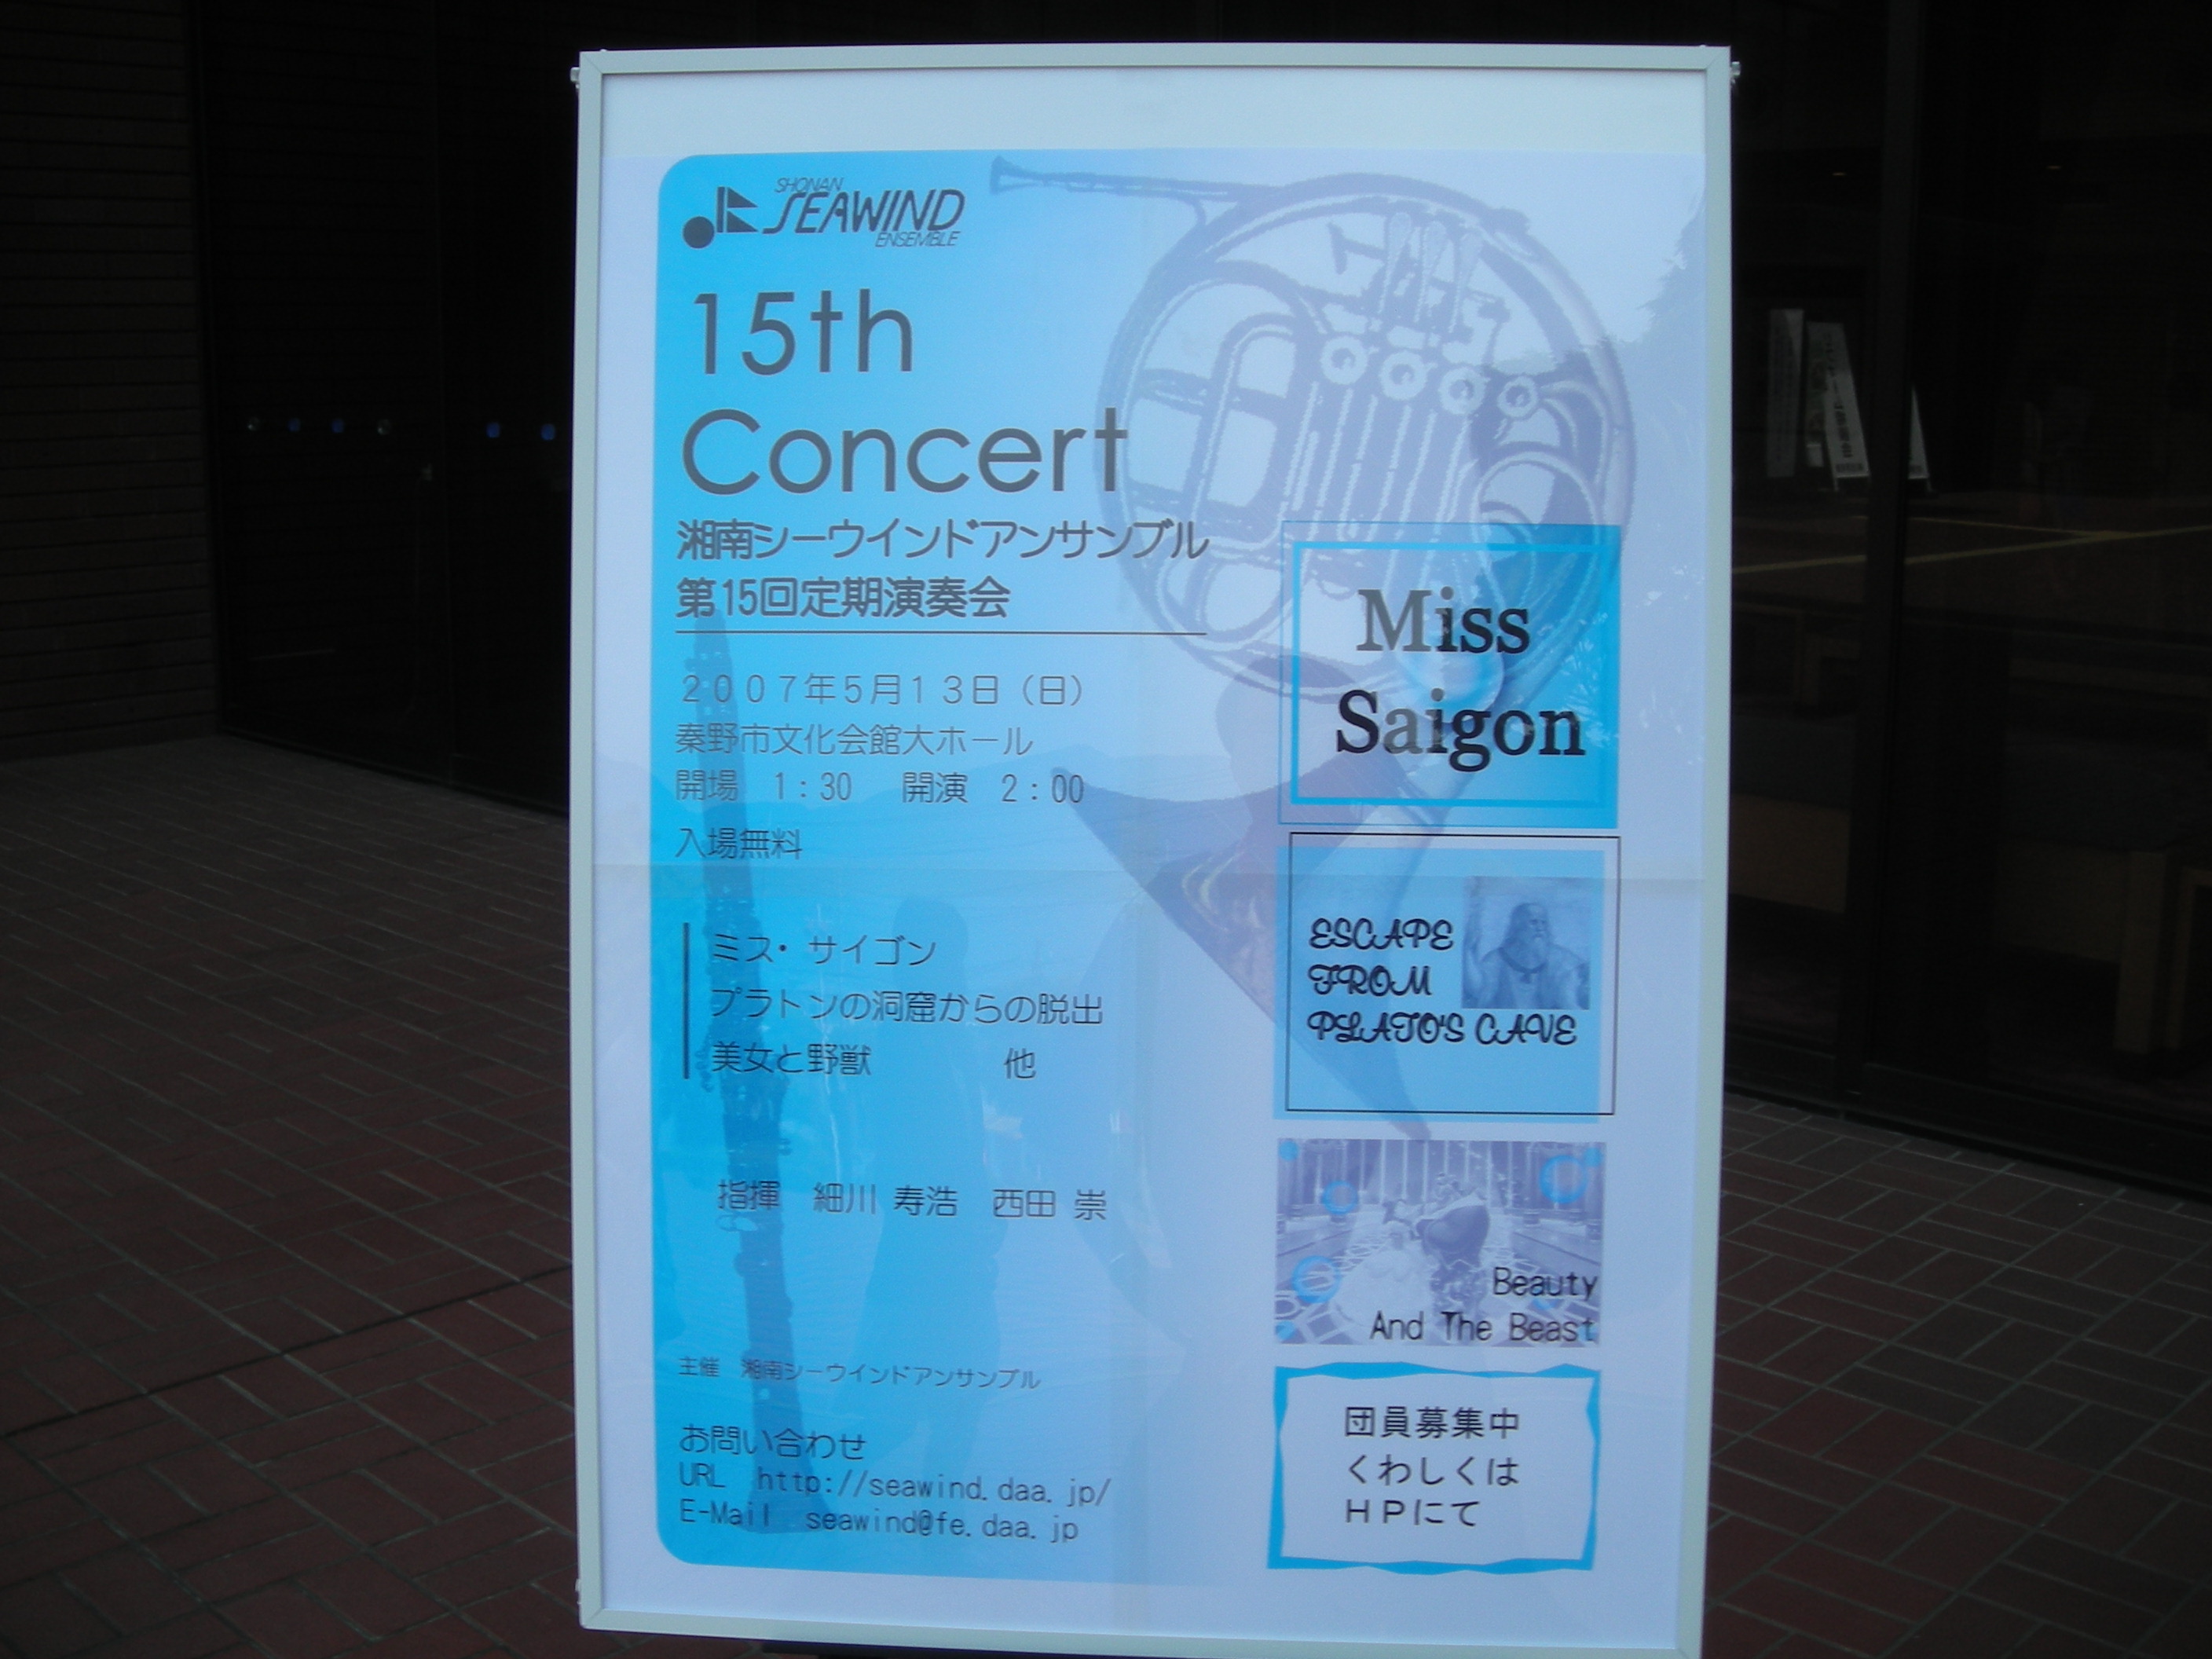 SHONAN
SEAWIND
ENSEMBLE
15th
Concert
湘南シーウインドアンサンブル
第15回定期演奏会
２００７年５月１３日（日）
秦野市文化会館大ホール
開場　1：30　開演　2：00
入場無料
ミス・サイゴン
プラトンの洞窟からの脱出
美女と野獣　他
指揮　細川 寿浩　西田 崇
主催　湘南シーウインドアンサンブル
お問い合わせ
URL　http://seawind.daa.jp/
E-Mail　seawind@fe.daa.jp
Miss
Saigon
ESCAPE
FROM
PLATO'S CAVE
Beauty
And The Beast
団員募集中
くわしくは
ＨＰにて